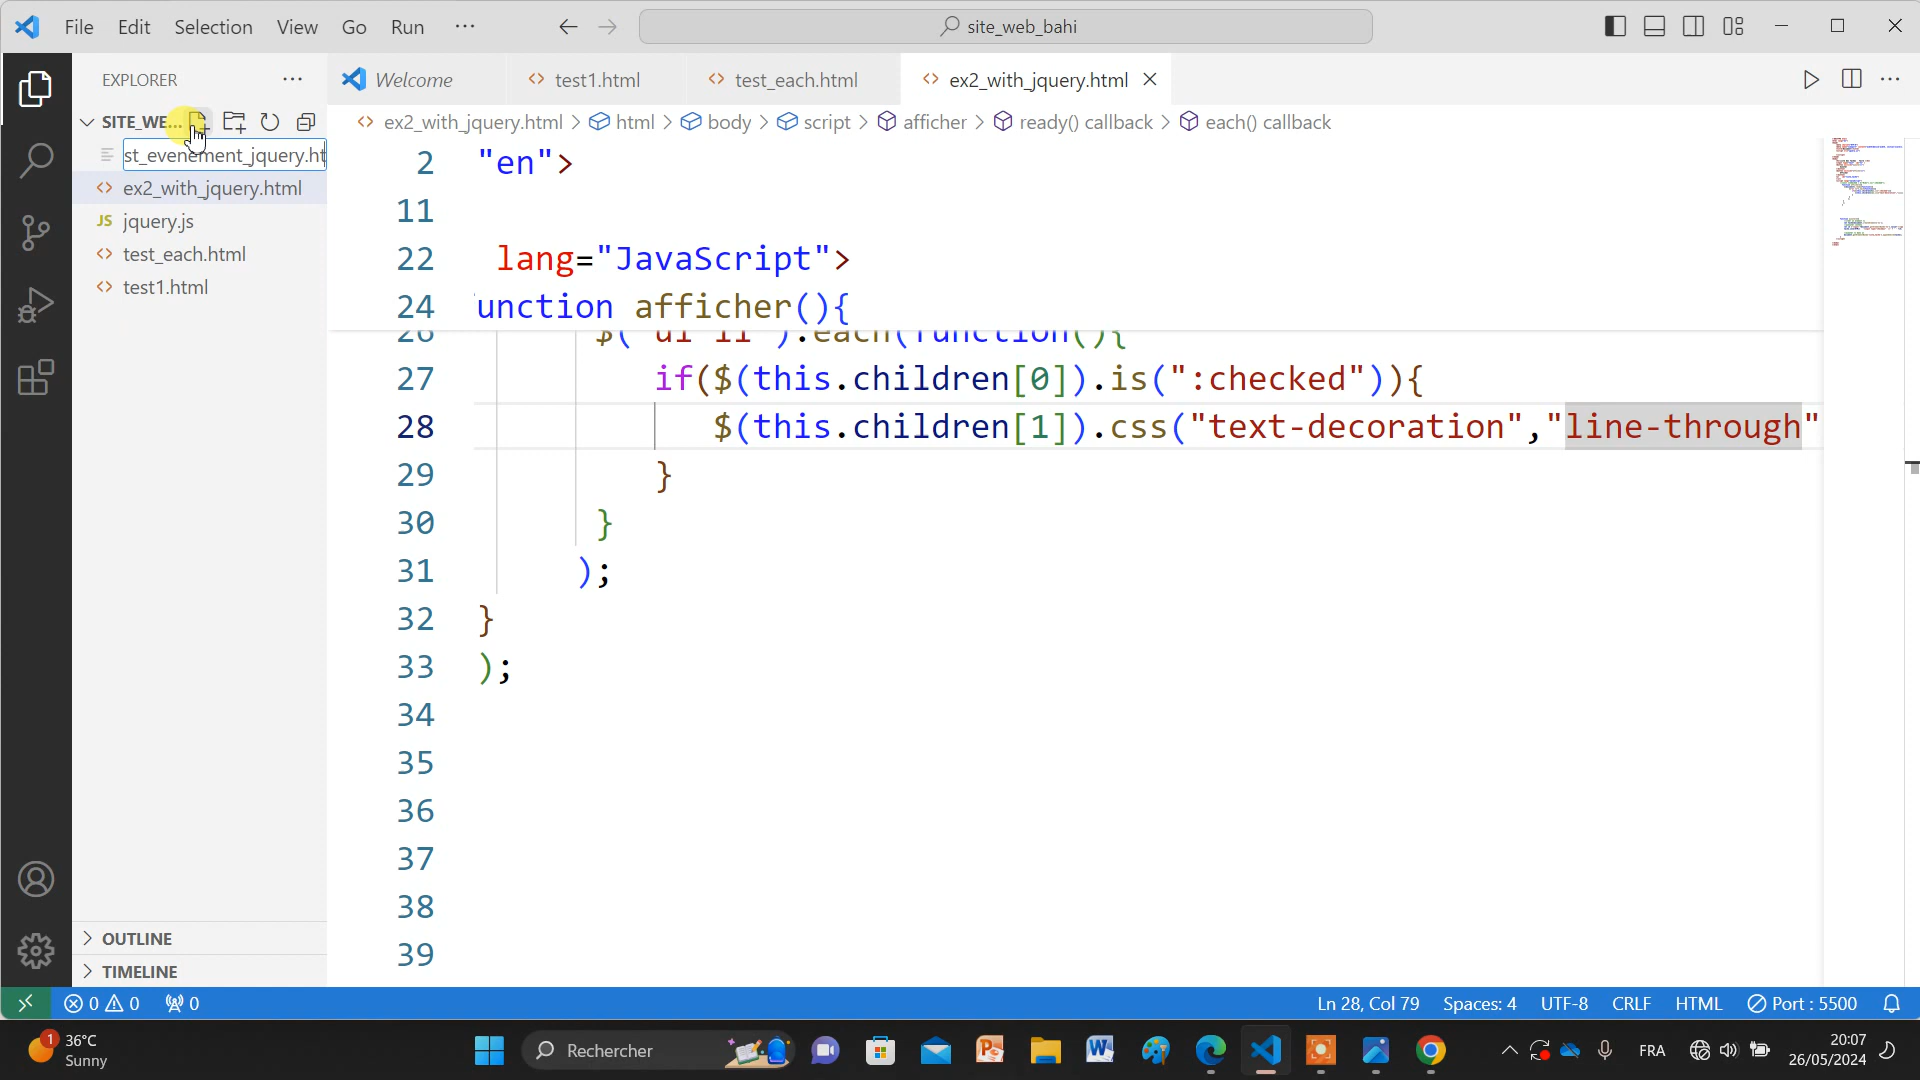 File Edit Selection View Go Run ··· site_web_bahi
EXPLORER ···
Welcome test1.html test_each.html ex2_with_jquery.html
SITE_WE...
ex2_with_jquery.html > html > body > script > afficher > ready() callback > each() callback
st_evenement_jquery.ht
ex2_with_jquery.html
jquery.js
test_each.html
test1.html
2 "en">
11
22 lang="JavaScript">
24 unction afficher(){
26 $("ul li").each(function(){
27 if($(this.children[0]).is(":checked")){
28 $(this.children[1]).css("text-decoration","line-through"
29 }
30 }
31 );
32 }
33 );
34
35
36
37
38
39
OUTLINE
TIMELINE
0 0 0 Ln 28, Col 79 Spaces: 4 UTF-8 CRLF HTML Port : 5500
1 36°C
Sunny
Rechercher
FRA
20:07
26/05/2024